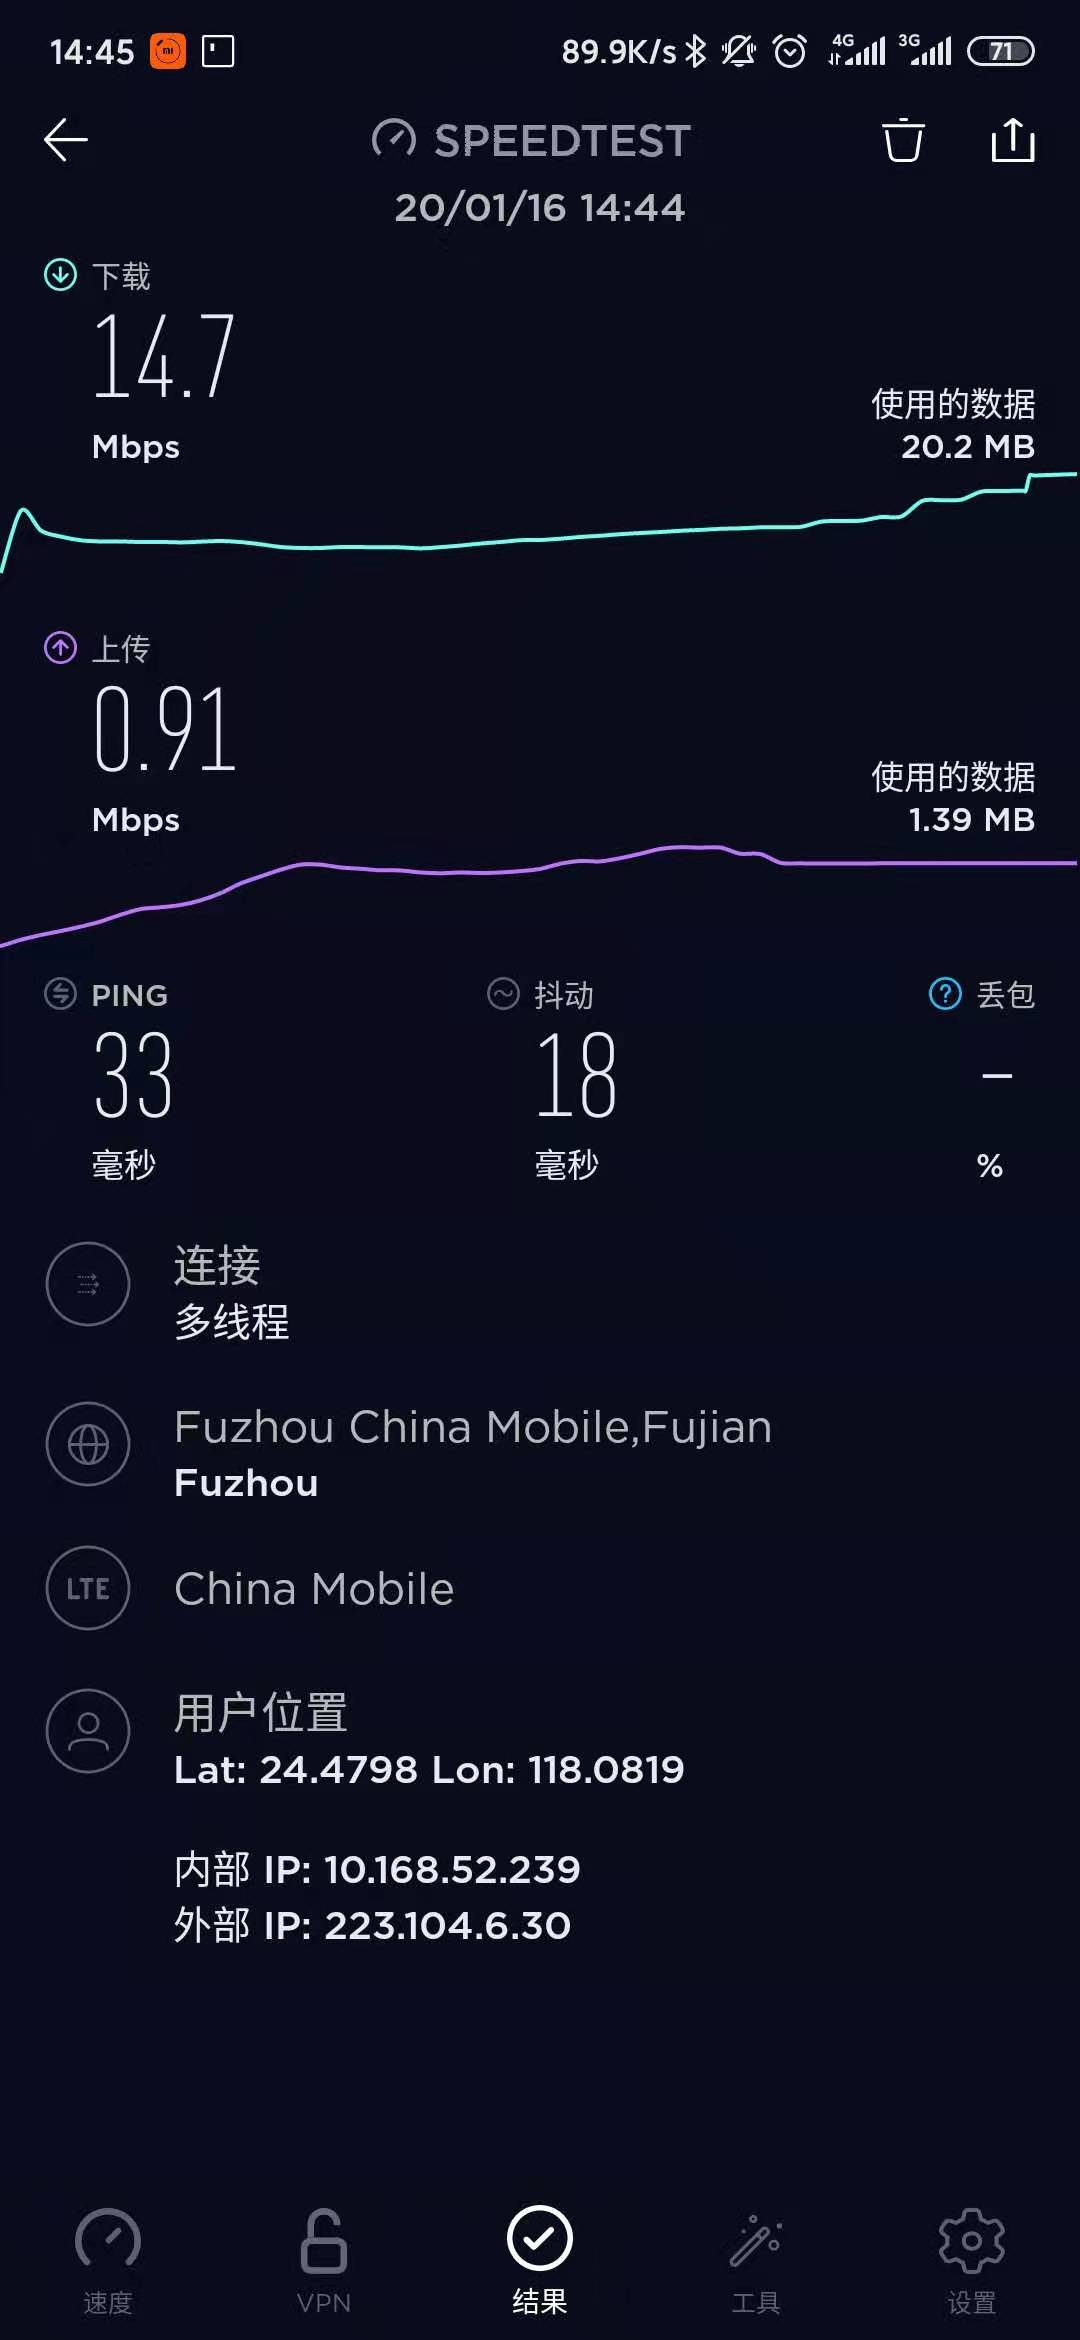 14:45 89.9K/s 4G 3G 71
SPEEDTEST
20/01/16 14:44
下载
14.7
Mbps
使用的数据
20.2 MB
上传
0.91
Mbps
使用的数据
1.39 MB
PING 抖动 丢包
33 18 –
毫秒 毫秒 %
连接
多线程
Fuzhou China Mobile,Fujian
Fuzhou
LTE China Mobile
用户位置
Lat: 24.4798 Lon: 118.0819
内部 IP: 10.168.52.239
外部 IP: 223.104.6.30
速度 VPN 结果 工具 设置